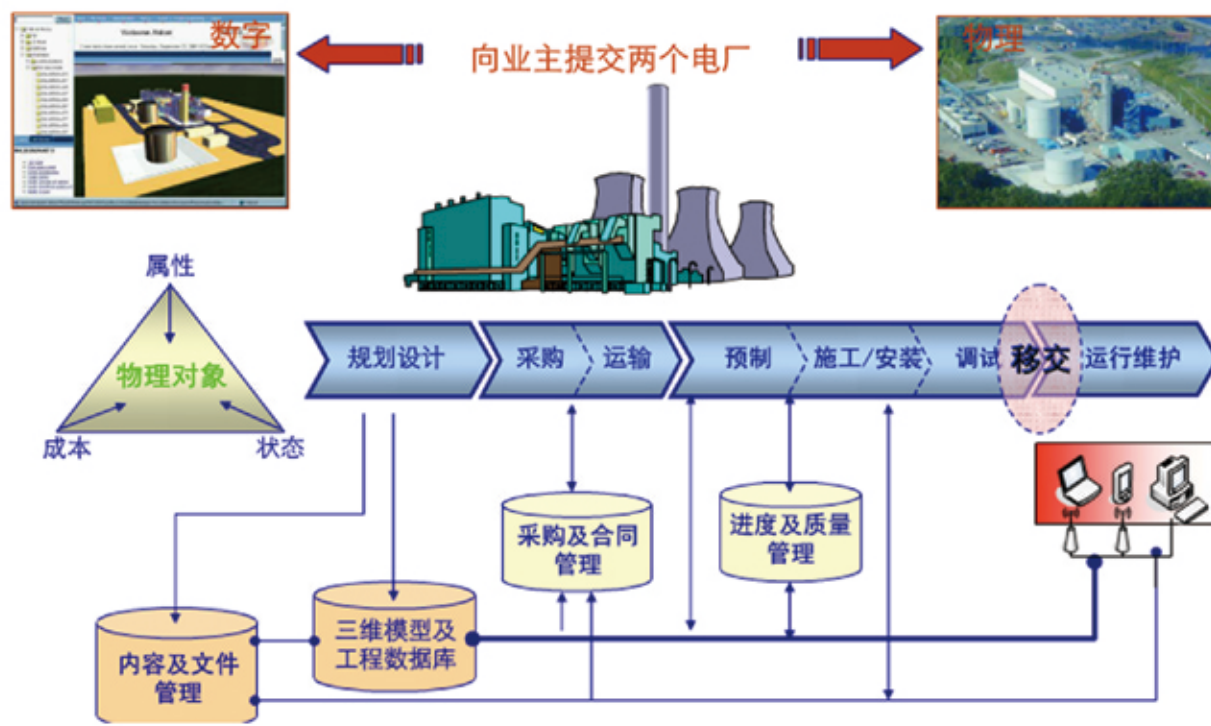 数字
向业主提交两个电厂
物理
属性
物理对象
成本
状态
规划设计
采购
运输
预制
施工/安装
调试
移交
运行维护
采购及合同
管理
进度及质量
管理
三维模型及
工程数据库
内容及文件
管理